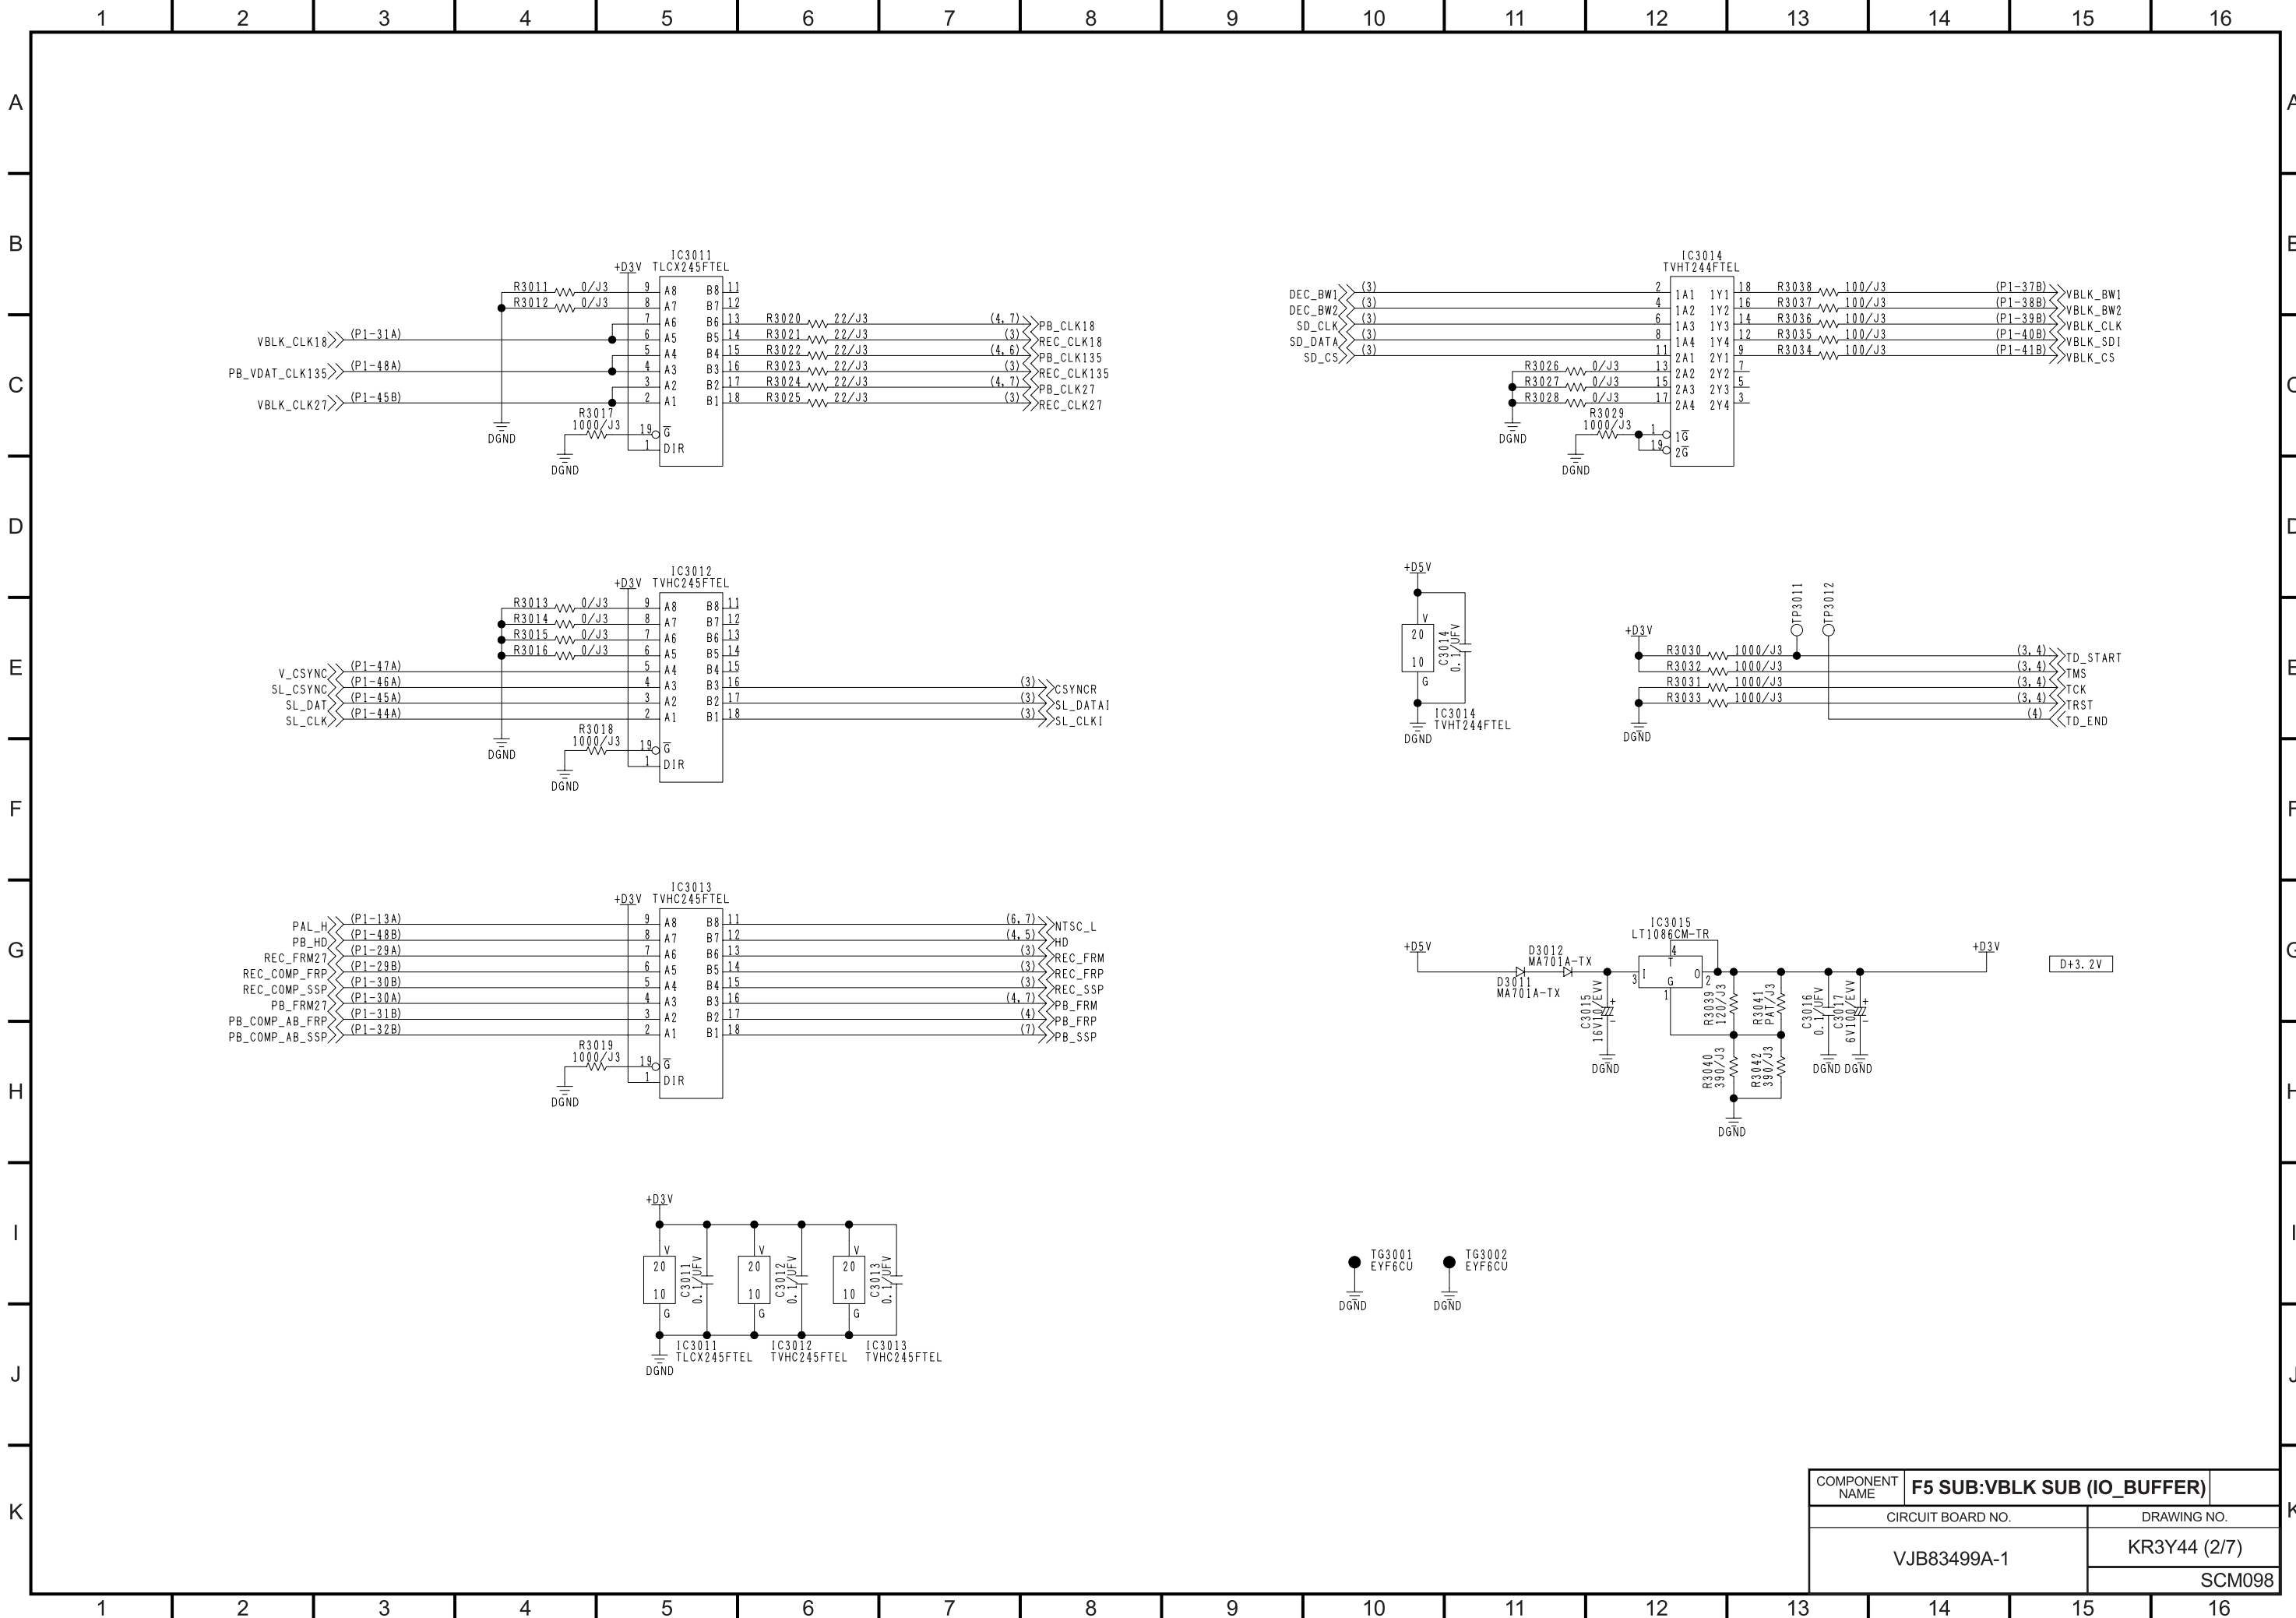 1 2 3 4 5 6 7 8 9 10 11 12 13 14 15 16
A A
B B
C C
D D
E E
F F
G G
H H
I I
J J
K K
IC3011
+D3V TLCX245FTEL
R3011 0/J3 9 A8 B8 11
R3012 0/J3 8 A7 B7 12
7 A6 B6 13 R3020 22/J3 (4,7) PB_CLK18
VBLK_CLK18 (P1-31A) 6 A5 B5 14 R3021 22/J3 (3) REC_CLK18
5 A4 B4 15 R3022 22/J3 (4,6) PB_CLK135
PB_VDAT_CLK135 (P1-48A) 4 A3 B3 16 R3023 22/J3 (3) REC_CLK135
3 A2 B2 17 R3024 22/J3 (4,7) PB_CLK27
VBLK_CLK27 (P1-45B) 2 A1 B1 18 R3025 22/J3 (3) REC_CLK27
R3017
1000/J3 19 G
DGND
1 DIR
DGND
IC3014
TVHT244FTEL
DEC_BW1 (3) 2 1A1 1Y1 18 R3038 100/J3 (P1-37B) VBLK_BW1
DEC_BW2 (3) 4 1A2 1Y2 16 R3037 100/J3 (P1-38B) VBLK_BW2
SD_CLK (3) 6 1A3 1Y3 14 R3036 100/J3 (P1-39B) VBLK_CLK
SD_DATA (3) 8 1A4 1Y4 12 R3035 100/J3 (P1-40B) VBLK_SDI
SD_CS (3) 11 2A1 2Y1 9 R3034 100/J3 (P1-41B) VBLK_CS
R3026 0/J3 13 2A2 2Y2 7
R3027 0/J3 15 2A3 2Y3 5
R3028 0/J3 17 2A4 2Y4 3
R3029
1000/J3 1 1G
DGND
19 2G
DGND
IC3012
+D3V TVHC245FTEL
R3013 0/J3 9 A8 B8 11
R3014 0/J3 8 A7 B7 12
R3015 0/J3 7 A6 B6 13
R3016 0/J3 6 A5 B5 14
V_CSYNC (P1-47A) 5 A4 B4 15
SL_CSYNC (P1-46A) 4 A3 B3 16 (3) CSYNCR
SL_DAT (P1-45A) 3 A2 B2 17 (3) SL_DATAI
SL_CLK (P1-44A) 2 A1 B1 18 (3) SL_CLKI
R3018
1000/J3 19 G
DGND
1 DIR
DGND
+D5V
V
20
10
G
C3014
0.1/UFV
IC3014
TVHT244FTEL
DGND
TP3011
TP3012
+D3V
R3030 1000/J3 (3,4) TD_START
R3032 1000/J3 (3,4) TMS
R3031 1000/J3 (3,4) TCK
R3033 1000/J3 (3,4) TRST
(4) TD_END
DGND
IC3013
+D3V TVHC245FTEL
PAL_H (P1-13A) 9 A8 B8 11 (6,7) NTSC_L
PB_HD (P1-48B) 8 A7 B7 12 (4,5) HD
REC_FRM27 (P1-29A) 7 A6 B6 13 (3) REC_FRM
REC_COMP_FRP (P1-29B) 6 A5 B5 14 (3) REC_FRP
REC_COMP_SSP (P1-30B) 5 A4 B4 15 (3) REC_SSP
PB_FRM27 (P1-30A) 4 A3 B3 16 (4,7) PB_FRM
PB_COMP_AB_FRP (P1-31B) 3 A2 B2 17 (4) PB_FRP
PB_COMP_AB_SSP (P1-32B) 2 A1 B1 18 (7) PB_SSP
R3019
1000/J3 19 G
1 DIR
DGND
IC3015
LT1086CM-TR
+D5V
D3011
MA701A-TX
D3012
MA701A-TX
4
T
3 I O 2
G
1
+D3V
D+3.2V
C3015
16V10/EVV
R3039
120/J3
R3041
PAT/J3
C3016
0.1/UFV
C3017
6V100/EVV
+
-
+
-
DGND
R3040
390/J3
R3042
390/J3
DGND DGND
DGND
+D3V
V V V
20 20 20
10 10 10
G G G
C3011
0.1/UFV
C3012
0.1/UFV
C3013
0.1/UFV
IC3011
TLCX245FTEL
IC3012
TVHC245FTEL
IC3013
TVHC245FTEL
DGND
TG3001
EYF6CU
DGND
TG3002
EYF6CU
DGND
COMPONENT
NAME
F5 SUB:VBLK SUB (IO_BUFFER)
CIRCUIT BOARD NO. DRAWING NO.
VJB83499A-1 KR3Y44 (2/7)
SCM098
1 2 3 4 5 6 7 8 9 10 11 12 13 14 15 16